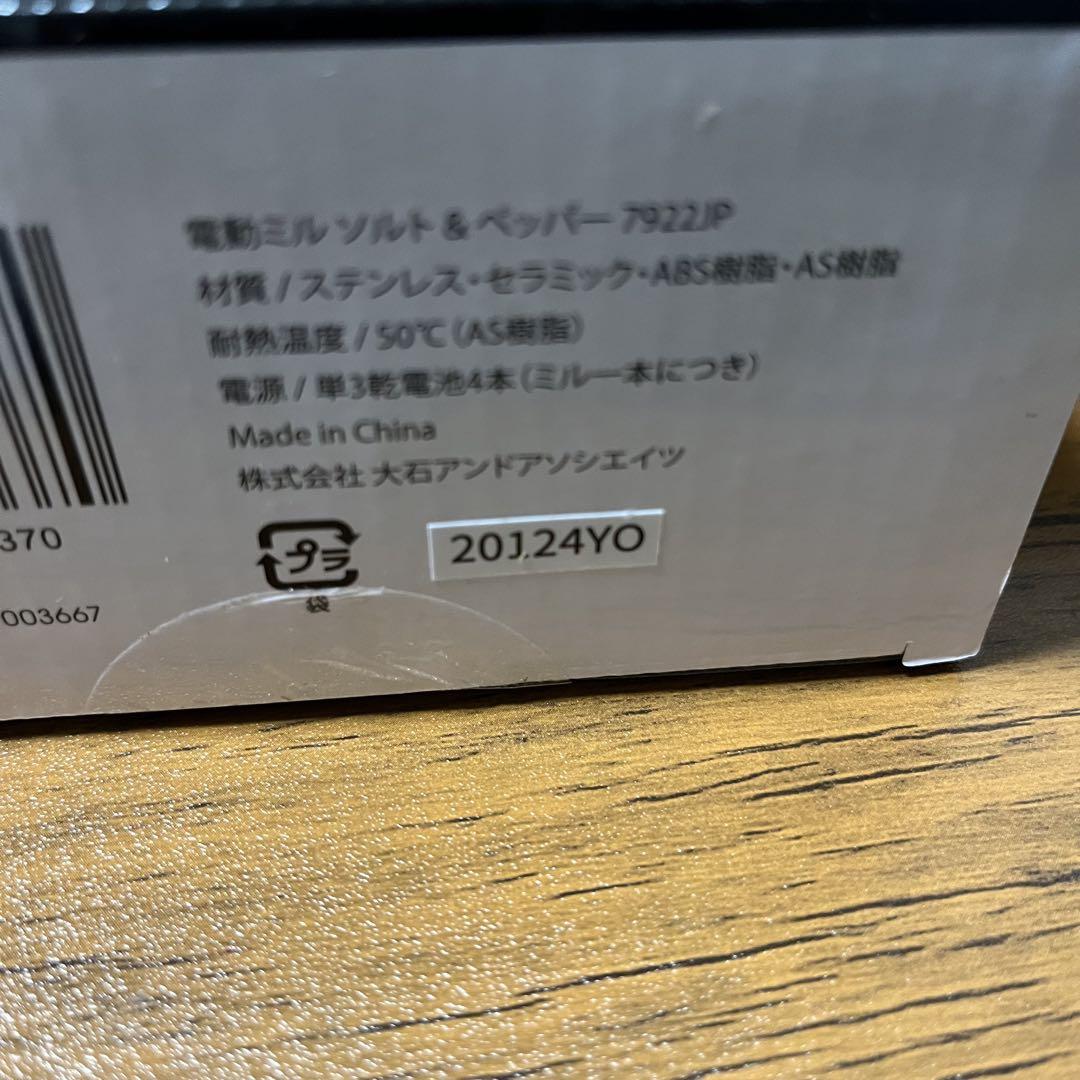 電動ミル ソルト & ペッパー 7922JP
材質 / ステンレス・セラミック・ABS樹脂・AS樹脂
耐熱温度 / 50℃ (AS樹脂)
電源 / 単3乾電池4本 (ミル一本につき)
Made in China
株式会社 大石アンドアソシエイツ
370
プラ
20124YO
袋
003667